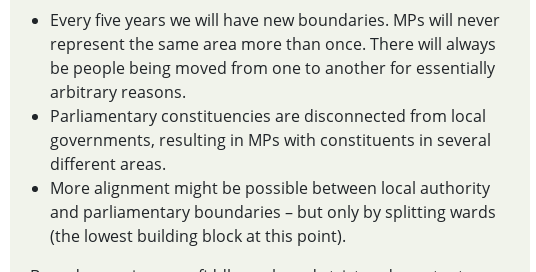 Every five years we will have new boundaries. MPs will never
represent the same area more than once. There will always
be people being moved from one to another for essentially
arbitrary reasons.
Parliamentary constituencies are disconnected from local
governments, resulting in MPs with constituents in several
different areas.
More alignment might be possible between local authority
and parliamentary boundaries – but only by splitting wards
(the lowest building block at this point).